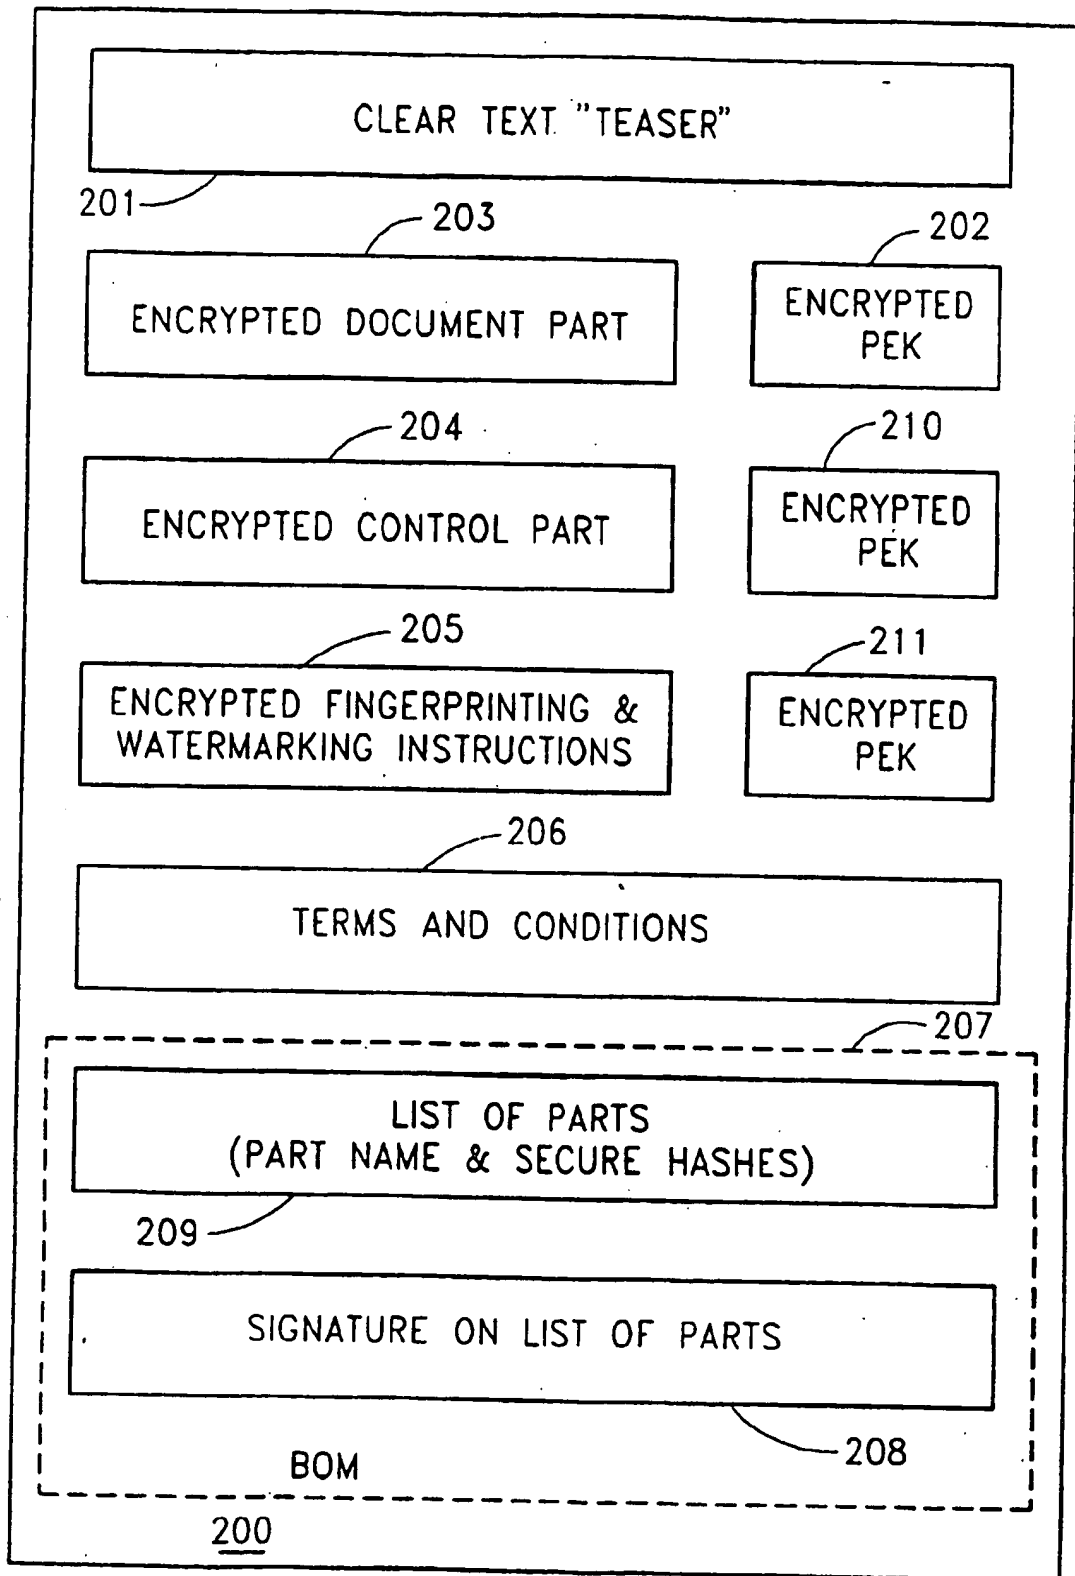 CLEAR TEXT "TEASER"
201
203
202
ENCRYPTED DOCUMENT PART
ENCRYPTED
PEK
204
210
ENCRYPTED CONTROL PART
ENCRYPTED
PEK
205
211
ENCRYPTED FINGERPRINTING &
WATERMARKING INSTRUCTIONS
ENCRYPTED
PEK
206
TERMS AND CONDITIONS
207
LIST OF PARTS
(PART NAME & SECURE HASHES)
209
SIGNATURE ON LIST OF PARTS
208
BOM
200